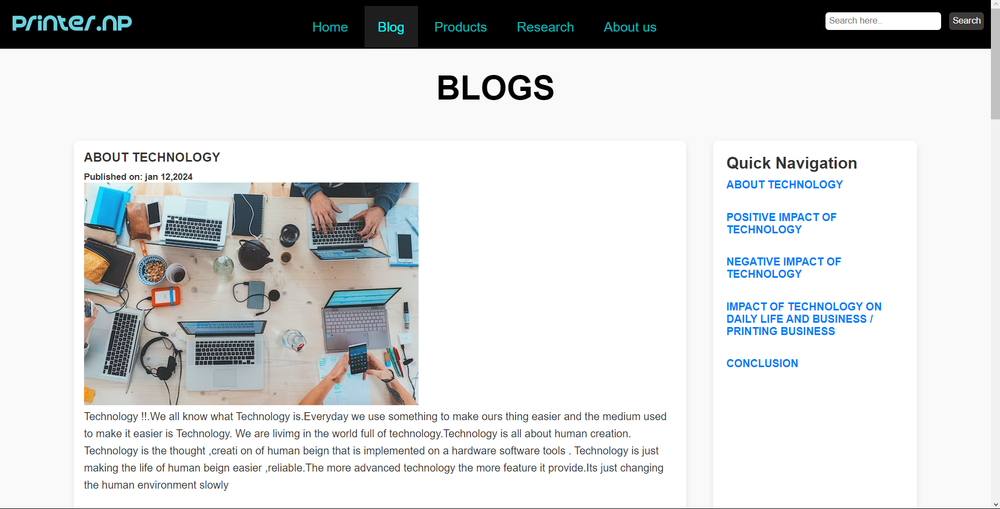 Printer.np
Home
Blog
Products
Research
About us
Search here..
Search
BLOGS
ABOUT TECHNOLOGY
Published on: jan 12,2024
Technology !!.We all know what Technology is.Everyday we use something to make ours thing easier and the medium used
to make it easier is Technology. We are livimg in the world full of technology.Technology is all about human creation.
Technology is the thought ,creati on of human beign that is implemented on a hardware software tools . Technology is just
making the life of human beign easier ,reliable.The more advanced technology the more feature it provide.Its just changing
the human environment slowly
Quick Navigation
ABOUT TECHNOLOGY
POSITIVE IMPACT OF
TECHNOLOGY
NEGATIVE IMPACT OF
TECHNOLOGY
IMPACT OF TECHNOLOGY ON
DAILY LIFE AND BUSINESS /
PRINTING BUSINESS
CONCLUSION